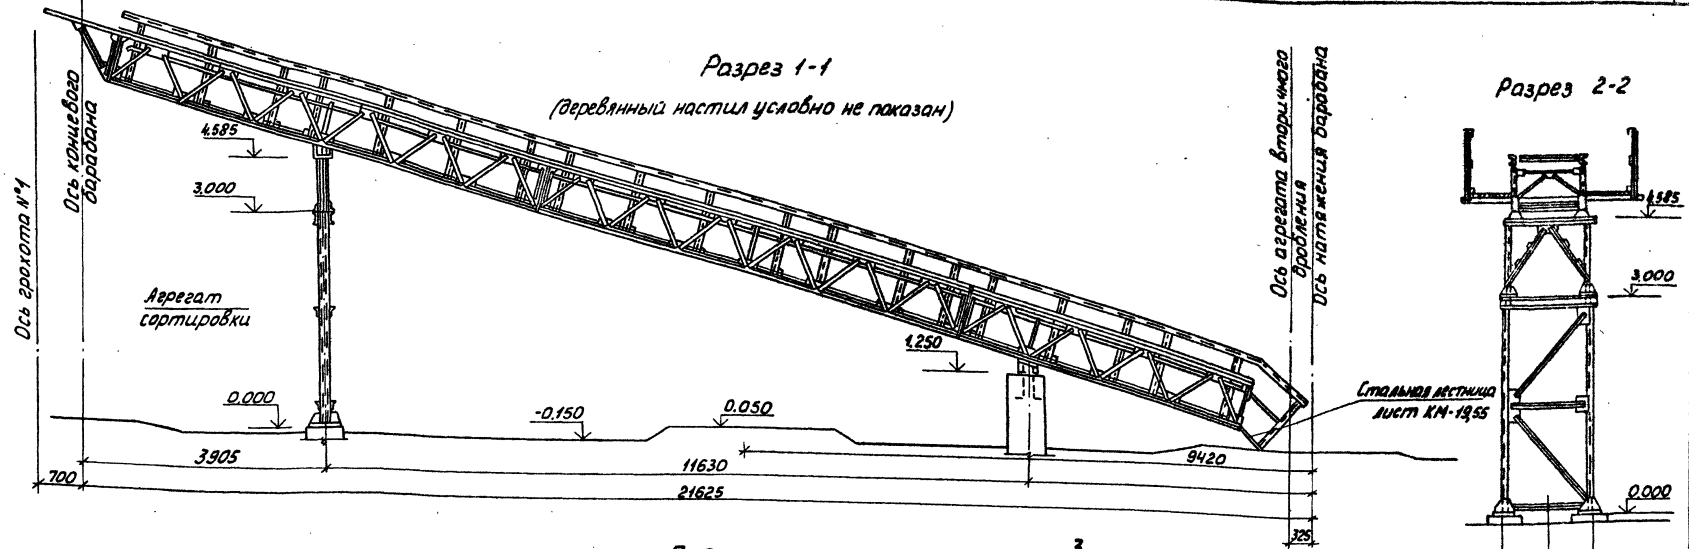 Разрез 1-1
(деревянный настил условно не показан)
Разрез 2-2
Ось грохота №1
Ось концевого
барабана
4.585
3.000
Агрегат
сортировки
0.000
-0.150
0.050
1.250
Ось агрегата вторичного
дробления
Ось натяжения барабана
Стальная лестница
лист КМ-19,55
3905
11630
9420
700
21625
325
4.585
3.000
0.000